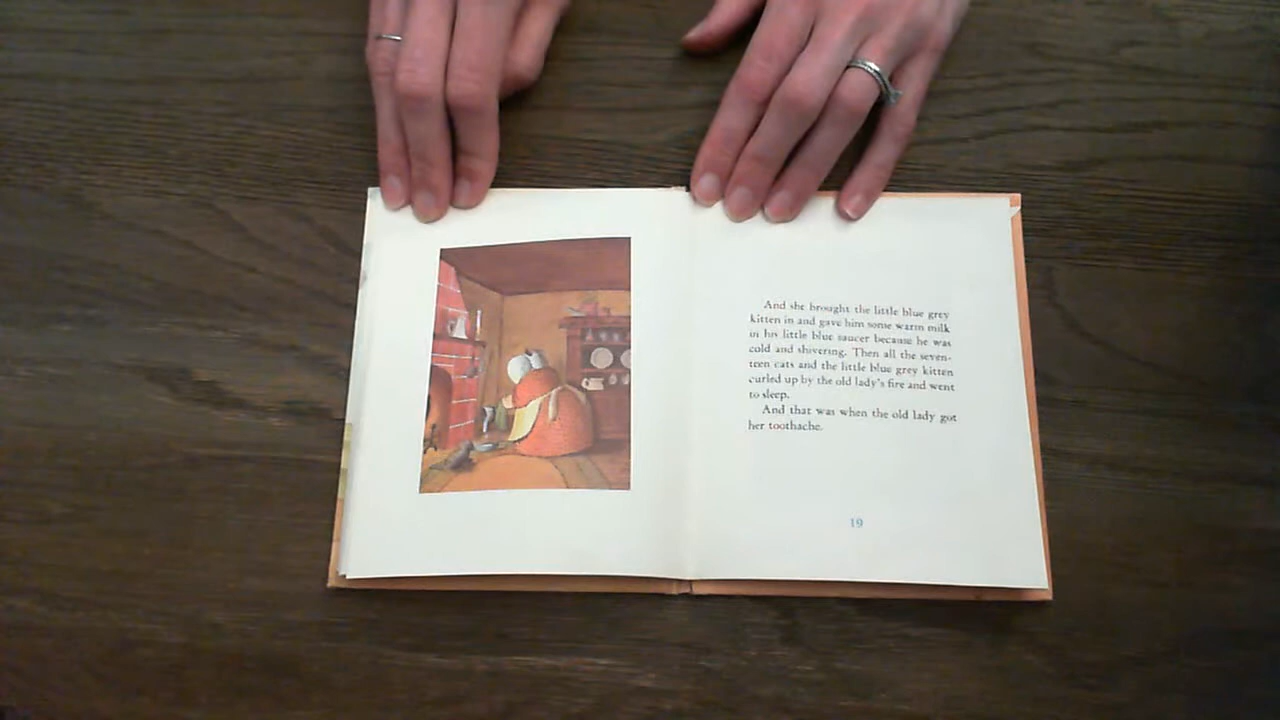 And she brought the little blue grey
kitten in and gave him some warm milk
in his little blue saucer because he was
cold and shivering. Then all the seven-
teen cats and the little blue grey kitten
curled up by the old lady's fire and went
to sleep.
And that was when the old lady got
her toothache.
19